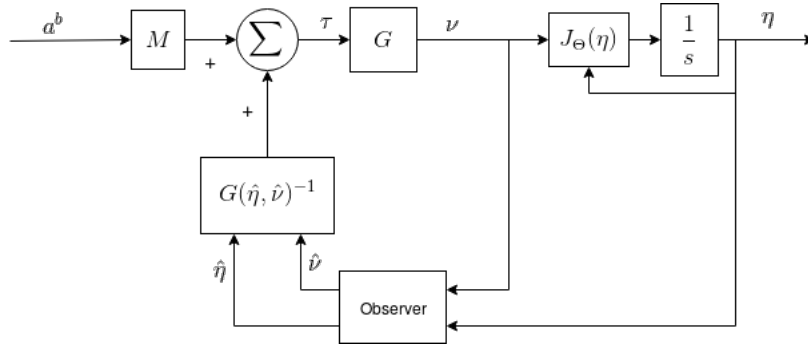 a^b
M
+
∑
+
τ
G
ν
J_Θ(η)
1
s
η
G(η̂, ν̂)^{-1}
η̂
ν̂
Observer